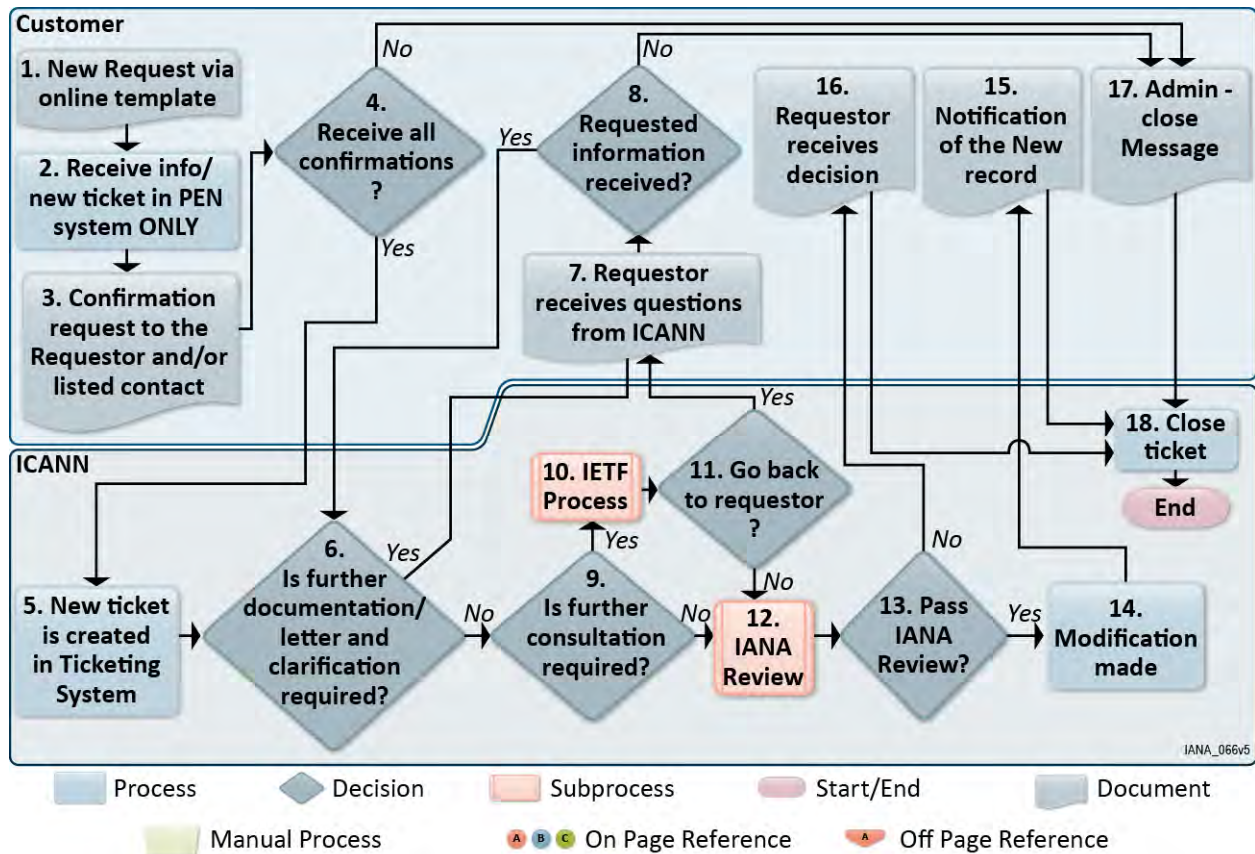 Customer
1. New Request via
online template
2. Receive info/
new ticket in PEN
system ONLY
3. Confirmation
request to the
Requestor and/or
listed contact
No
4.
Receive all
confirmations
?
Yes
No
8.
Requested
information
received?
Yes
7. Requestor
receives questions
from ICANN
16.
Requestor
receives
decision
15.
Notification
of the New
record
17. Admin -
close
Message
18. Close
ticket
End
ICANN
5. New ticket
is created
in Ticketing
System
6.
Is further
documentation/
letter and
clarification
required?
Yes
No
9.
Is further
consultation
required?
Yes
No
10. IETF
Process
11. Go back
to requestor
?
Yes
No
12.
IANA
Review
13. Pass
IANA
Review?
No
Yes
14.
Modification
made
IANA_066v5
Process
Decision
Subprocess
Start/End
Document
Manual Process
A B C On Page Reference
A Off Page Reference